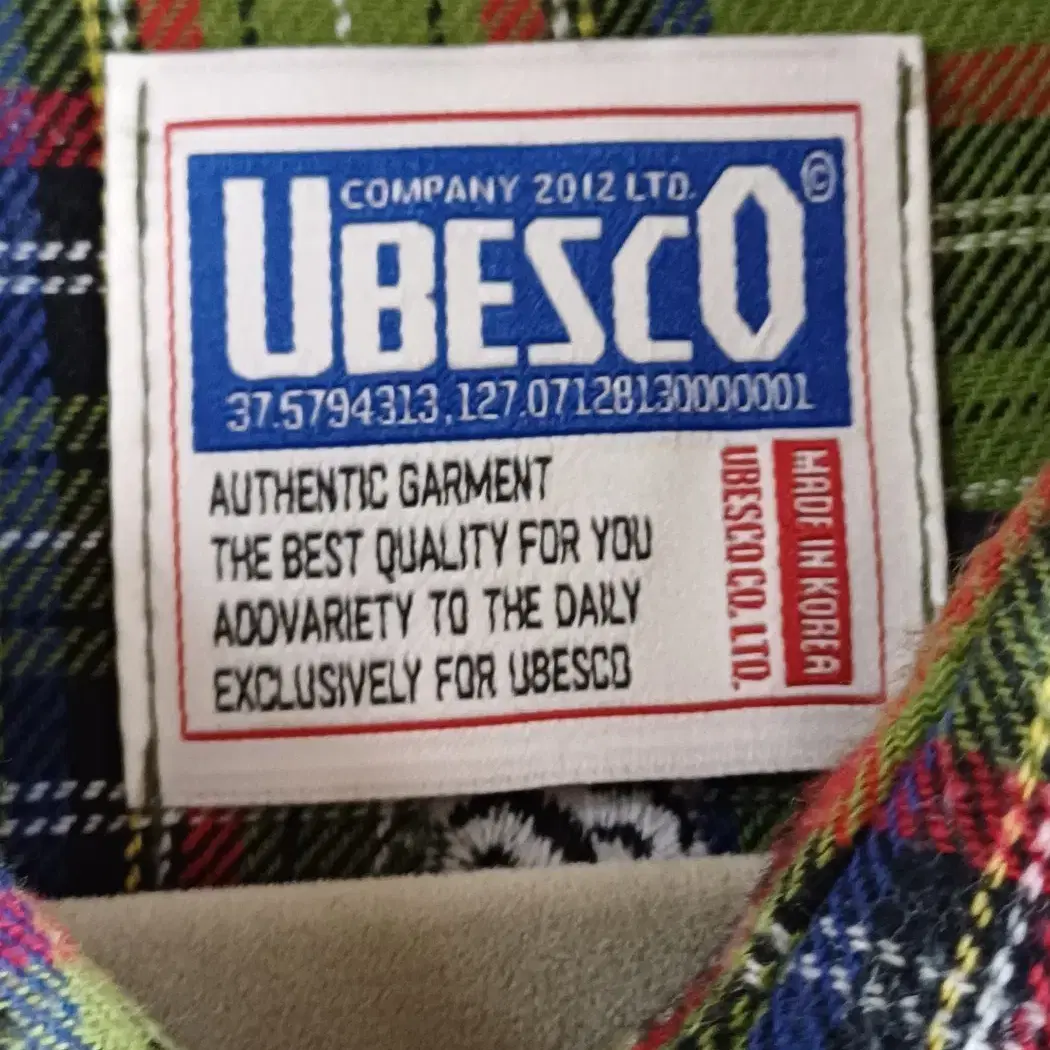 COMPANY 2012 LTD.
UBESCO ©
37.5794313,127.07128130000001
AUTHENTIC GARMENT
THE BEST QUALITY FOR YOU
ADDVARIETY TO THE DAILY
EXCLUSIVELY FOR UBESCO
UBESCO CO. LTD.
MADE IN KOREA